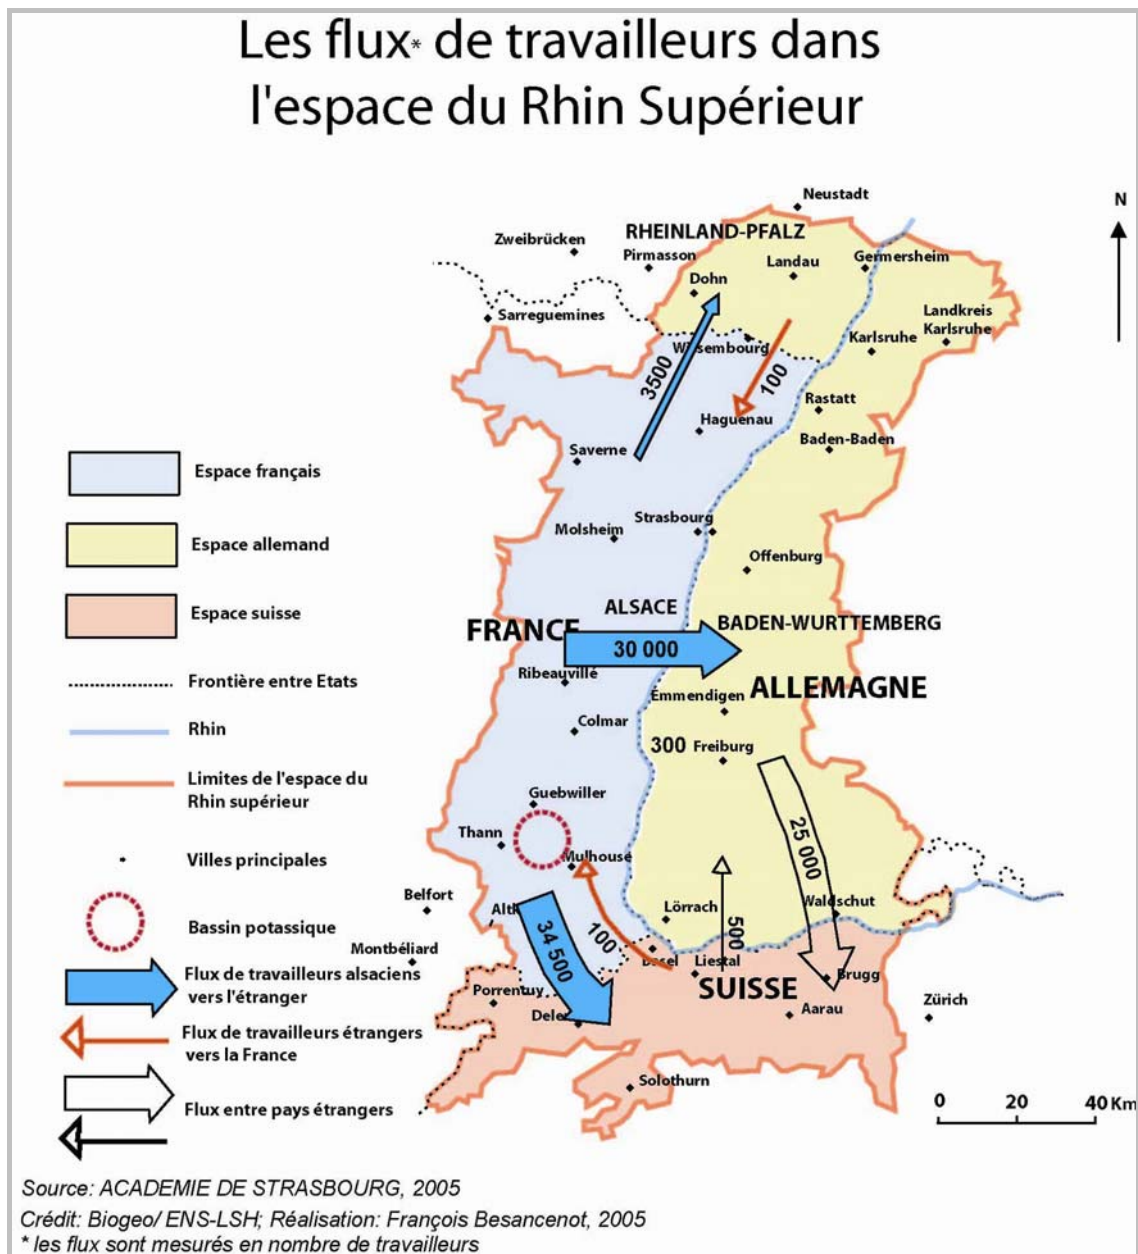 Les flux* de travailleurs dans
l'espace du Rhin Supérieur
N
Neustadt
RHEINLAND-PFALZ
Zweibrücken
Pirmasson
Landau
Germersheim
Dohn
Sarreguemines
Landkreis
Karlsruhe
Karlsruhe
Wissembourg
3500
100
Rastatt
Haguenau
Baden-Baden
Saverne
Espace français
Strasbourg
Molsheim
Espace allemand
Offenburg
ALSACE
Espace suisse
FRANCE
BADEN-WURTTEMBERG
30 000
Ribeauvillé
Frontière entre Etats
Emmendigen
ALLEMAGNE
Colmar
Rhin
300
Freiburg
Limites de l'espace du
Rhin supérieur
Guebwiller
25 000
Thann
Mulhouse
Villes principales
Belfort
Lörrach
Waldschut
Bassin potassique
34 500
100
500
Montbéliard
Basel
Liestal
Flux de travailleurs alsaciens
vers l'étranger
Porrentuy
SUISSE
Brugg
Aarau
Zürich
Flux de travailleurs étrangers
vers la France
Solothurn
Flux entre pays étrangers
0 20 40 Km
Source: ACADEMIE DE STRASBOURG, 2005
Crédit: Biogeo/ ENS-LSH; Réalisation: François Besancenot, 2005
* les flux sont mesurés en nombre de travailleurs